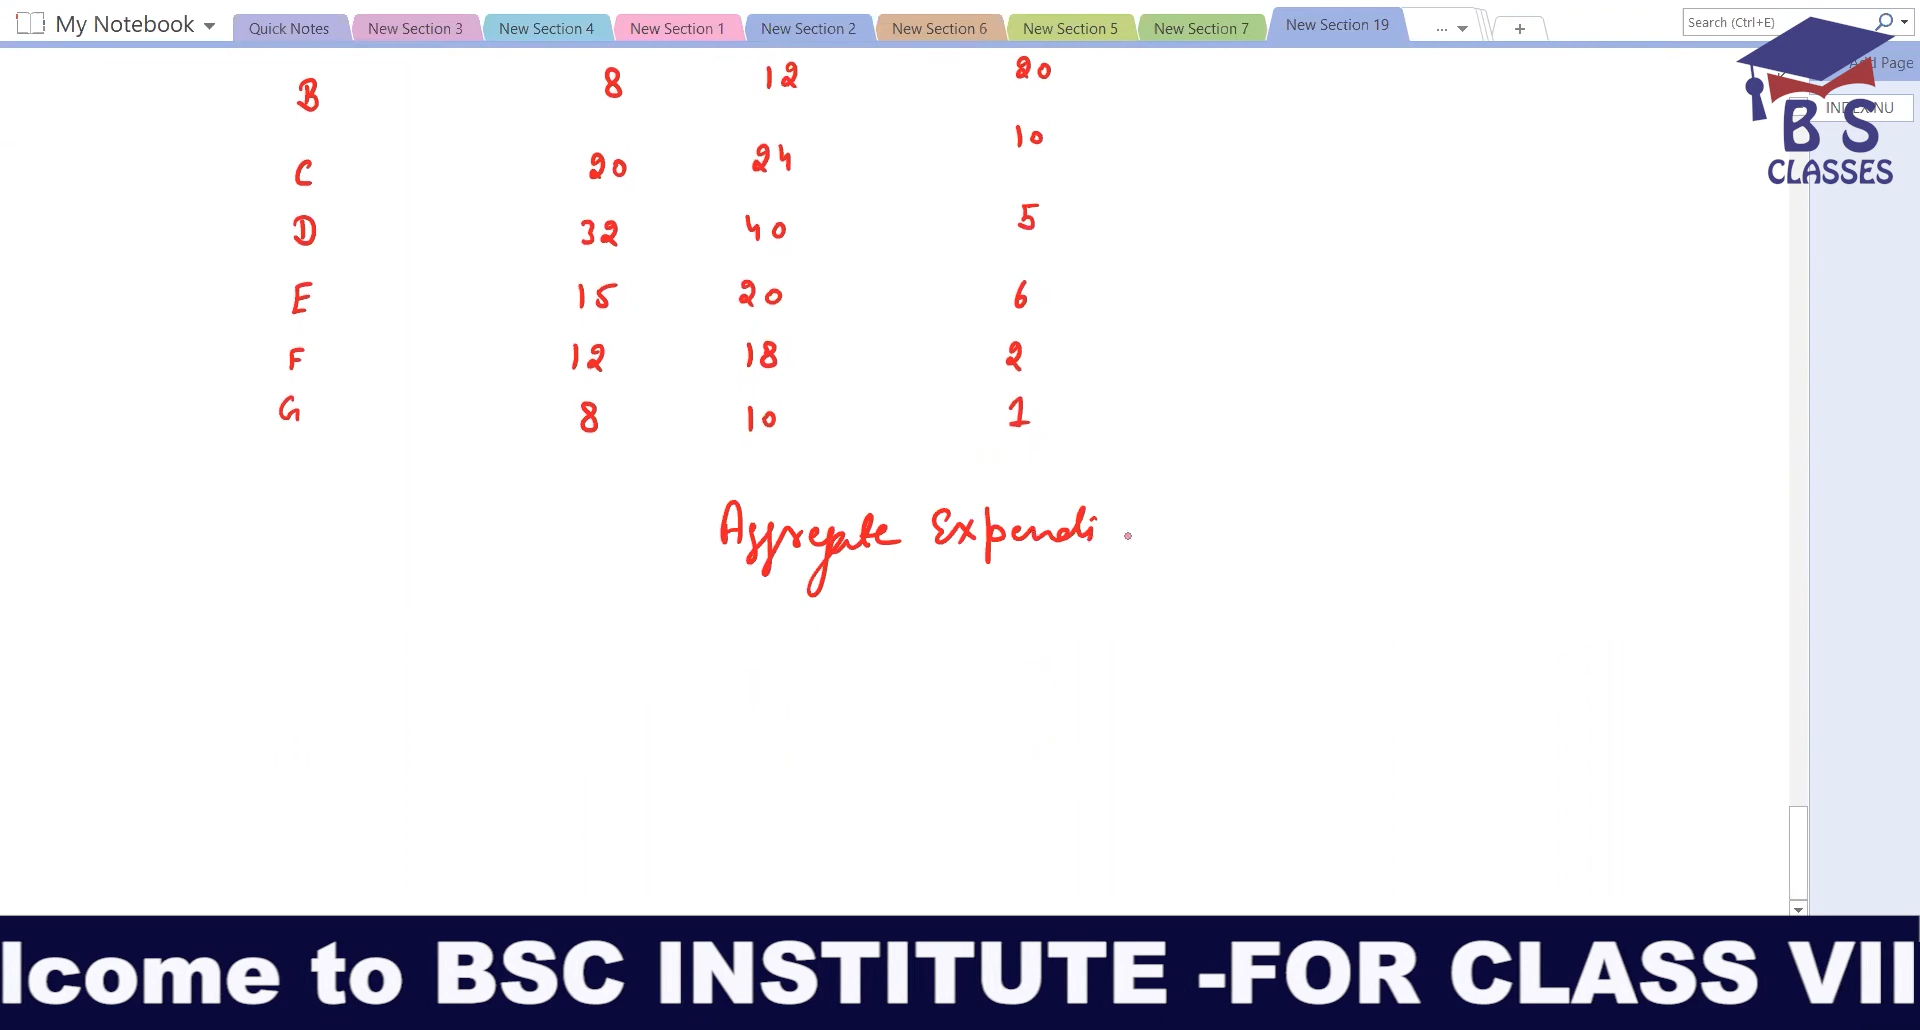 My Notebook Quick Notes New Section 3 New Section 4 New Section 1 New Section 2 New Section 6 New Section 5 New Section 7 New Section 19 ... + Search (Ctrl+E)
B 8 12 20
C 20 24 10
D 32 40 5
E 15 20 6
F 12 18 2
G 8 10 1
Aggregate Expendi
Page
INDEX NU
B S
CLASSES
lcome to BSC INSTITUTE -FOR CLASS VII